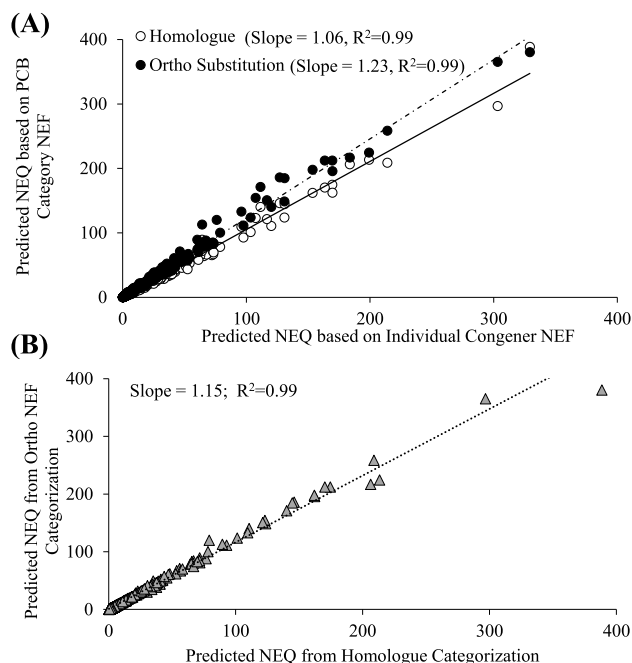 (A)
Homologue (Slope = 1.06, R²=0.99
Ortho Substitution (Slope = 1.23, R²=0.99)
Predicted NEQ based on PCB
Category NEF
400
300
200
100
0
0 100 200 300 400
Predicted NEQ based on Individual Congener NEF
(B)
Slope = 1.15; R²=0.99
Predicted NEQ from Ortho NEF
Categorization
400
300
200
100
0
0 100 200 300 400
Predicted NEQ from Homologue Categorization